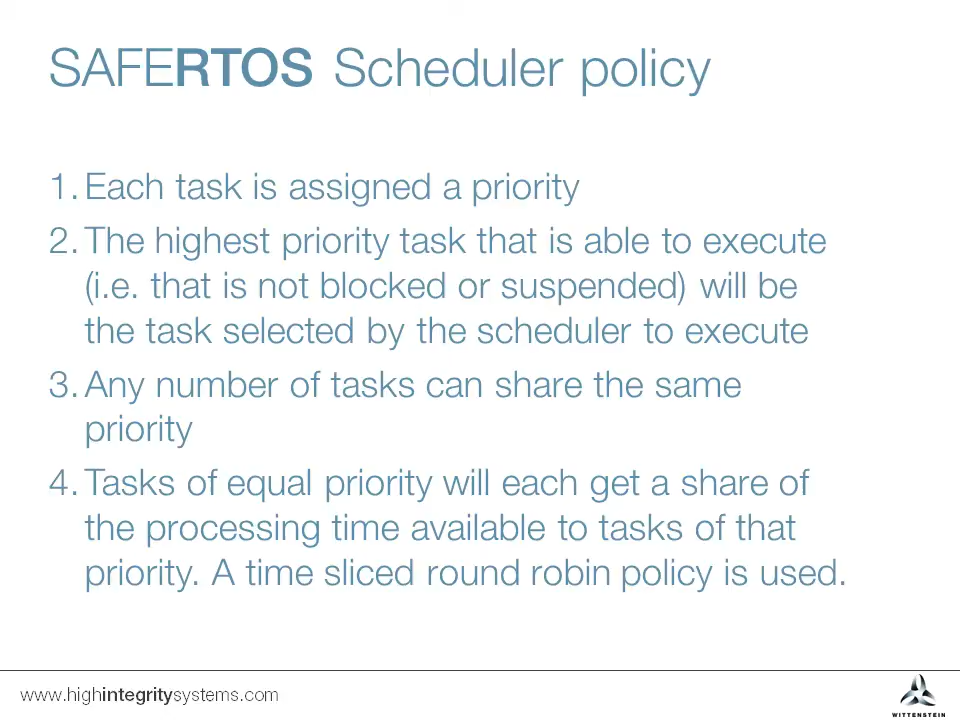 SAFERTOS Scheduler policy
1. Each task is assigned a priority
2. The highest priority task that is able to execute
(i.e. that is not blocked or suspended) will be
the task selected by the scheduler to execute
3. Any number of tasks can share the same
priority
4. Tasks of equal priority will each get a share of
the processing time available to tasks of that
priority. A time sliced round robin policy is used.
www.highintegritysystems.com
WITTENSTEIN